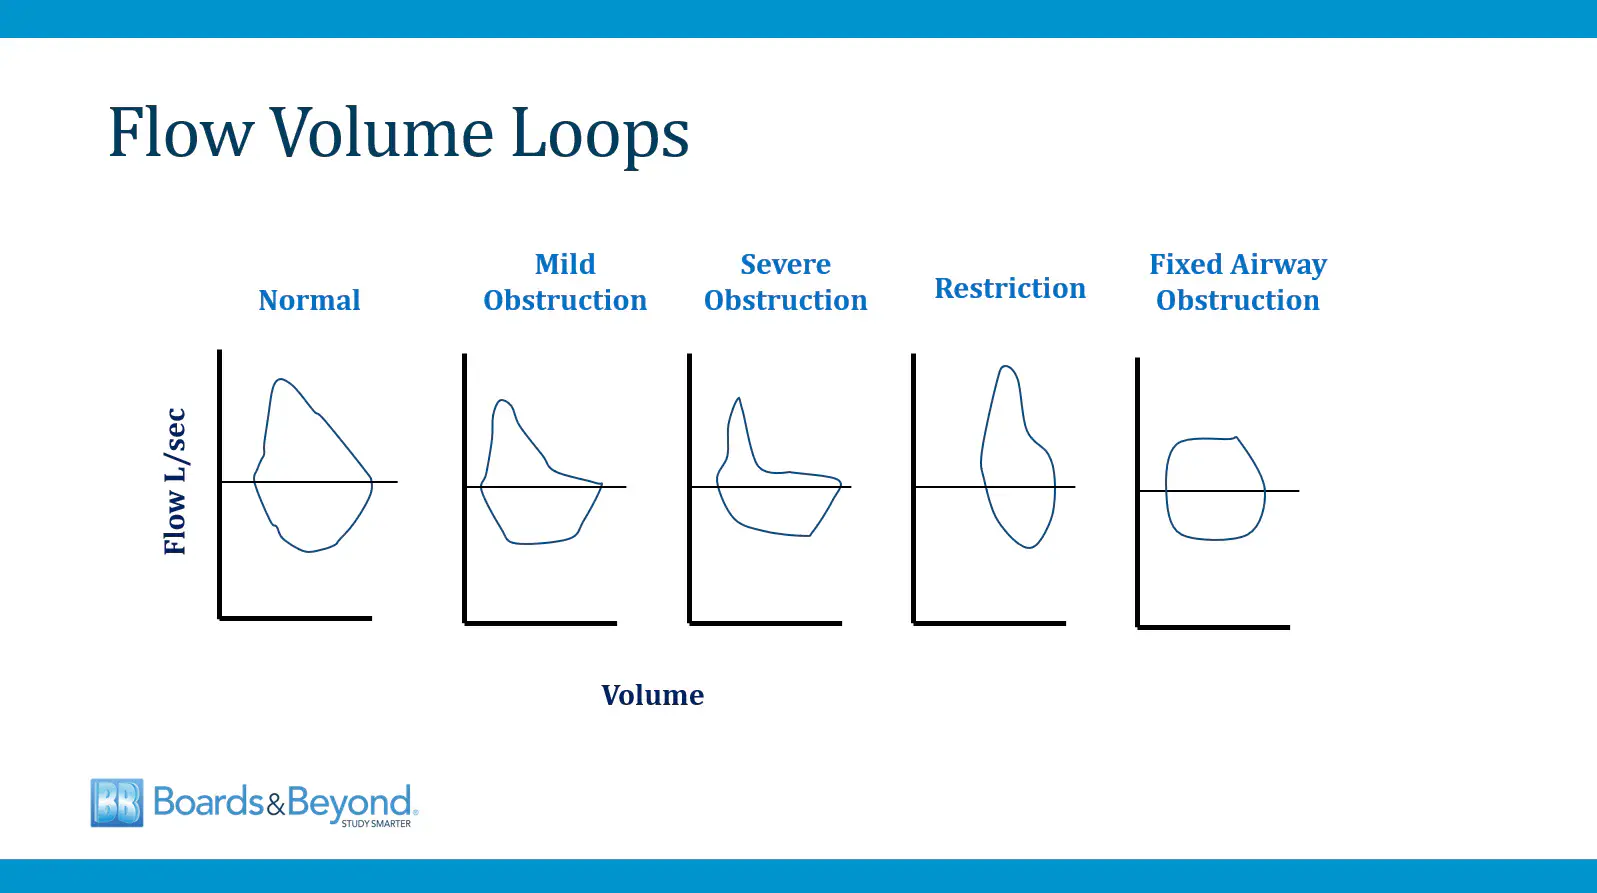 Flow Volume Loops
Normal
Mild
Obstruction
Severe
Obstruction
Restriction
Fixed Airway
Obstruction
Flow L/sec
Volume
BB
Boards&Beyond®
STUDY SMARTER